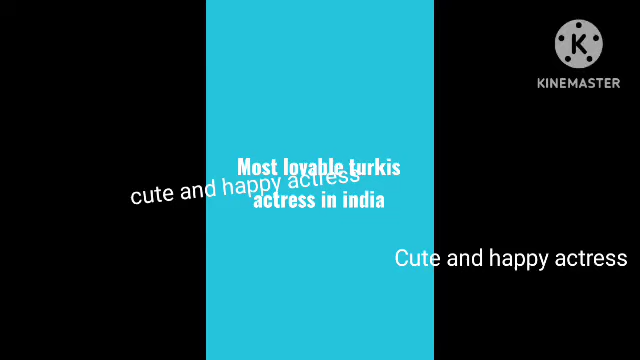 KINEMASTER
Most lovable turkis
actress in india
cute and happy actress
Cute and happy actress